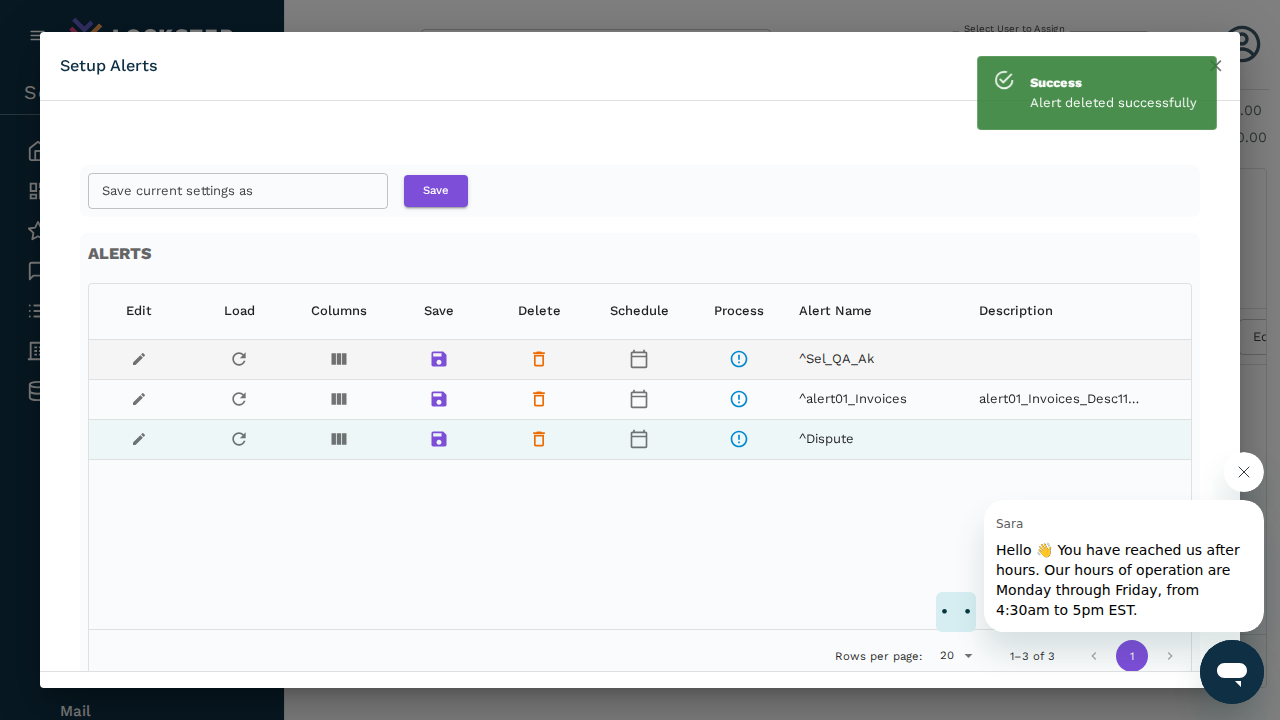 Select User to Assign
Setup Alerts
Success
Alert deleted successfully
Save current settings as
Save
ALERTS
Edit Load Columns Save Delete Schedule Process Alert Name Description
^Sel_QA_Ak
^alert01_Invoices alert01_Invoices_Desc11...
^Dispute
Sara
Hello 👋 You have reached us after
hours. Our hours of operation are
Monday through Friday, from
4:30am to 5pm EST.
Rows per page: 20 1–3 of 3 1
Mail